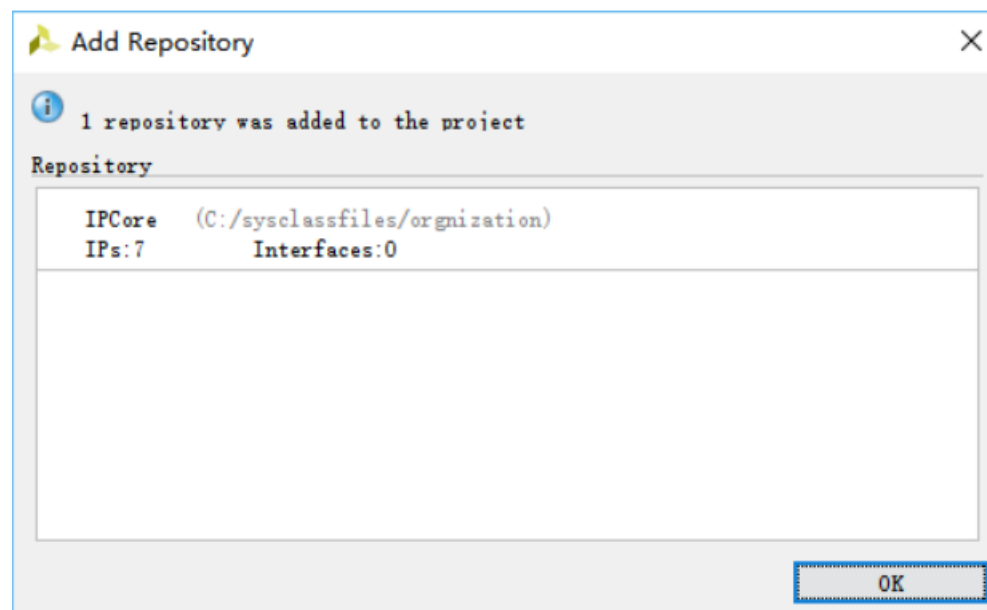 Add Repository
1 repository was added to the project
Repository
IPCore (C:/sysclassfiles/orgnization)
IPs:7 Interfaces:0
OK